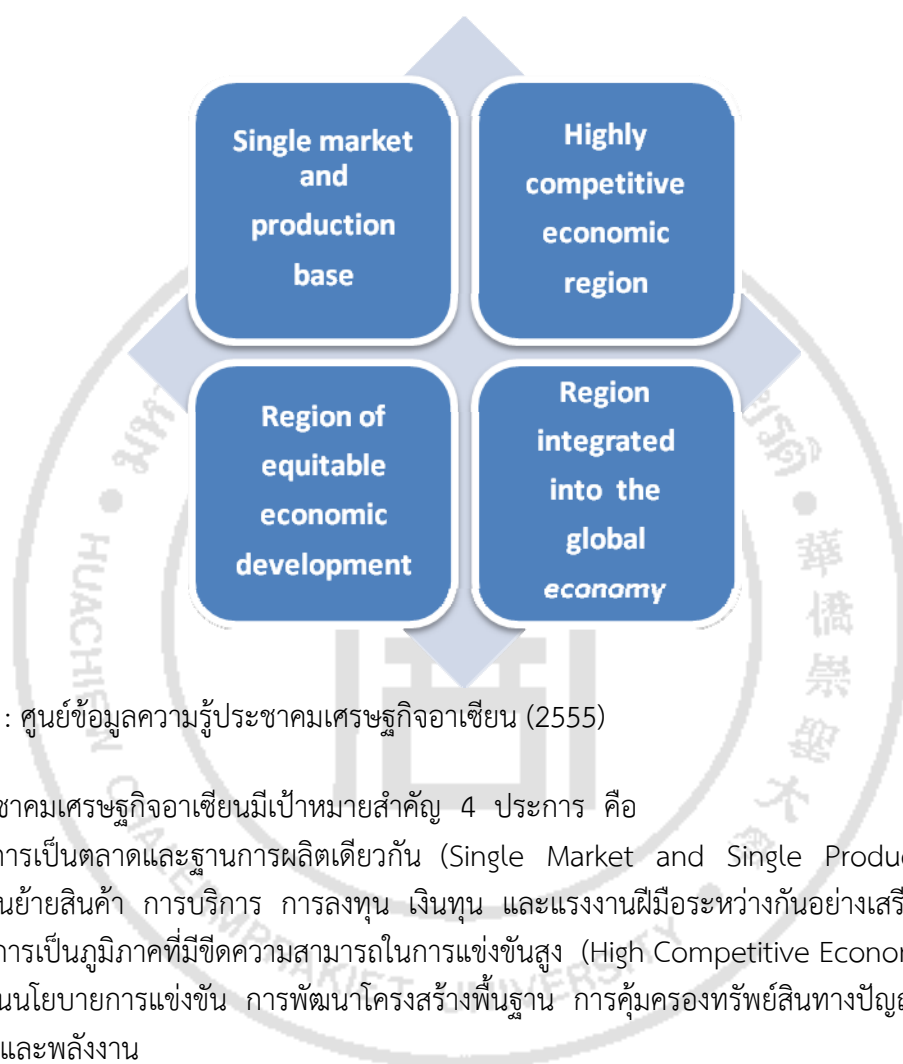 Single market
and
production
base
Highly
competitive
economic
region
Region of
equitable
economic
development
Region
integrated
into the
global
economy
: ศูนย์ข้อมูลความรู้ประชาคมเศรษฐกิจอาเซียน (2555)
ชาคมเศรษฐกิจอาเซียนมีเป้าหมายสำคัญ 4 ประการ คือ
การเป็นตลาดและฐานการผลิตเดียวกัน (Single Market and Single Produc
นย้ายสินค้า การบริการ การลงทุน เงินทุน และแรงงานฝีมือระหว่างกันอย่างเสรี
การเป็นภูมิภาคที่มีขีดความสามารถในการแข่งขันสูง (High Competitive Econom
นนโยบายการแข่งขัน การพัฒนาโครงสร้างพื้นฐาน การคุ้มครองทรัพย์สินทางปัญญ
และพลังงาน
HUACHIEW CHALERMPRAKIET UNIVERSITY
華僑崇聖大學